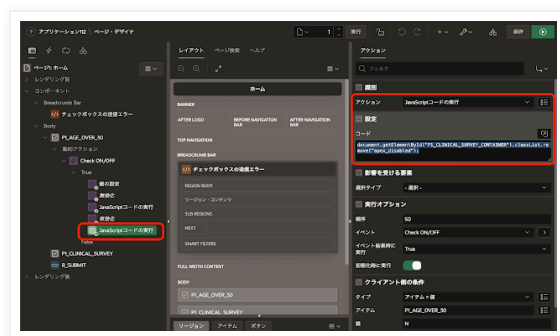 アプリケーション112 \ ページ・デザイナ
1
実行
保存
ページ1: ホーム
レンダリング前
コンポーネント
Breadcrumb Bar
チェックボックスの送信エラー
Body
P1_AGE_OVER_50
動的アクション
Check ON/OFF
True
値の設定
無効化
JavaScriptコードの実行
有効化
JavaScriptコードの実行
False
P1_CLINICAL_SURVEY
B_SUBMIT
レンダリング後
レイアウト
ページ検索
ヘルプ
ホーム
BANNER
AFTER LOGO
BEFORE NAVIGATION BAR
AFTER NAVIGATION BAR
TOP NAVIGATION
BREADCRUMB BAR
チェックボックスの送信エラー
REGION BODY
リージョン・コンテンツ
SUB REGIONS
NEXT
SMART FILTERS
FULL WIDTH CONTENT
BODY
P1_AGE_OVER_50
P1_CLINICAL_SURVEY
リージョン
アイテム
ボタン
アクション
フィルタ
識別
アクション
JavaScriptコードの実行
設定
コード
document.getElementById("P1_CLINICAL_SURVEY_CONTAINER").classList.re
move("apex_disabled");
影響を受ける要素
選択タイプ
- 選択 -
実行オプション
順序
50
イベント
Check ON/OFF
イベント結果時に
実行
True
初期化時に実行
クライアント側の条件
タイプ
アイテム = 値
アイテム
P1_AGE_OVER_50
値
N